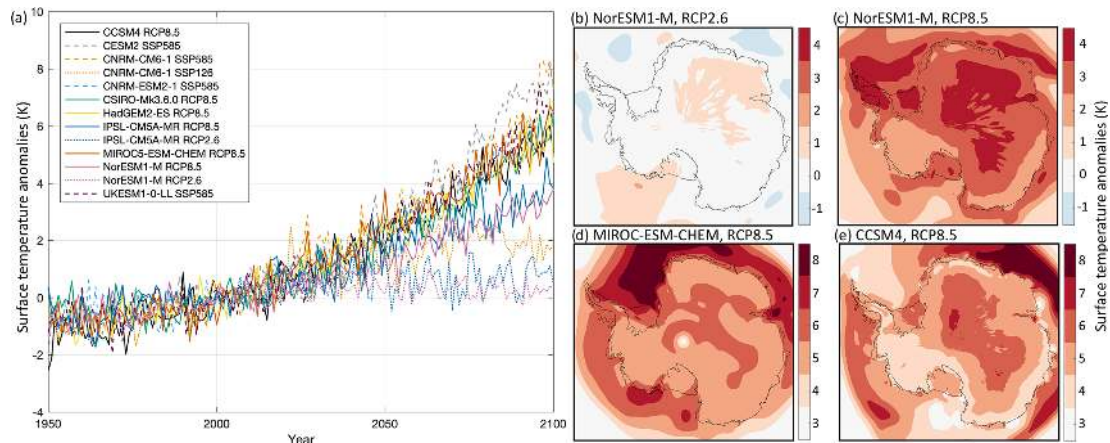 (a)
10
8
6
4
2
0
-2
-4
Surface temperature anomalies (K)
1950
2000
2050
2100
Year
CCSM4 RCP8.5
CESM2 SSP585
CNRM-CM6-1 SSP585
CNRM-CM6-1 SSP126
CNRM-ESM2-1 SSP585
CSIRO-Mk3.6.0 RCP8.5
HadGEM2-ES RCP8.5
IPSL-CM5A-MR RCP8.5
IPSL-CM5A-MR RCP2.6
MIROC5-ESM-CHEM RCP8.5
NorESM1-M RCP8.5
NorESM1-M RCP2.6
UKESM1-0-LL SSP585
(b) NorESM1-M, RCP2.6
4
3
2
1
0
-1
(c) NorESM1-M, RCP8.5
4
3
2
1
0
-1
(d) MIROC-ESM-CHEM, RCP8.5
8
7
6
5
4
3
(e) CCSM4, RCP8.5
8
7
6
5
4
3
Surface temperature anomalies (K)